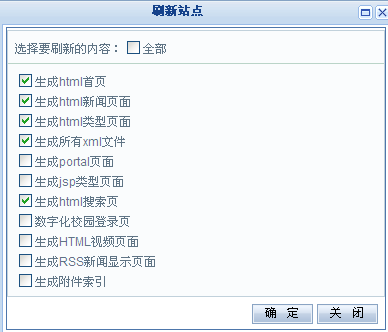 刷新站点
选择要刷新的内容： 全部
生成html首页
生成html新闻页面
生成html类型页面
生成所有xml文件
生成portal页面
生成jsp类型页面
生成html搜索页
数字化校园登录页
生成HTML视频页面
生成RSS新闻显示页面
生成附件索引
确 定 关 闭